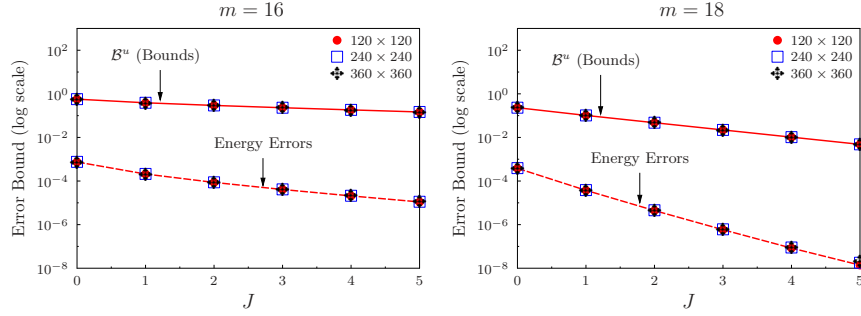 m = 16
Error Bound (log scale)
10^2
10^0
10^−2
10^−4
10^−6
10^−8
0 1 2 3 4 5
J
B^u (Bounds)
Energy Errors
120 × 120
240 × 240
360 × 360
m = 18
Error Bound (log scale)
10^2
10^0
10^−2
10^−4
10^−6
10^−8
0 1 2 3 4 5
J
B^u (Bounds)
Energy Errors
120 × 120
240 × 240
360 × 360